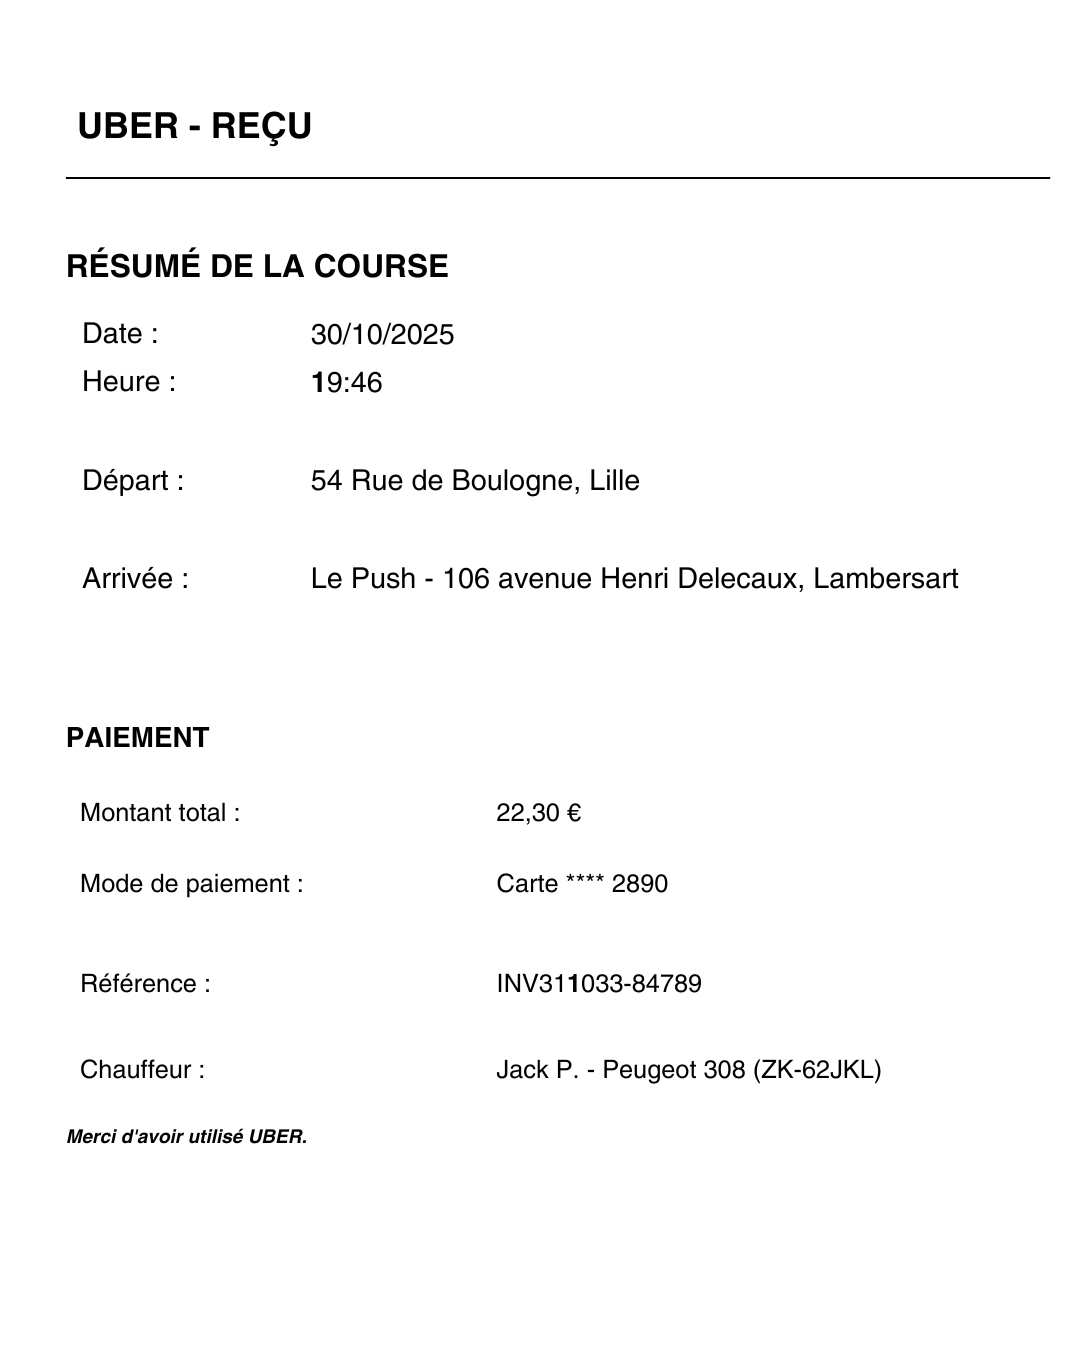 UBER - REÇU
RÉSUMÉ DE LA COURSE
Date : 30/10/2025
Heure : 19:46
Départ : 54 Rue de Boulogne, Lille
Arrivée : Le Push - 106 avenue Henri Delecaux, Lambersart
PAIEMENT
Montant total : 22,30 €
Mode de paiement : Carte **** 2890
Référence : INV311033-84789
Chauffeur : Jack P. - Peugeot 308 (ZK-62JKL)
Merci d'avoir utilisé UBER.